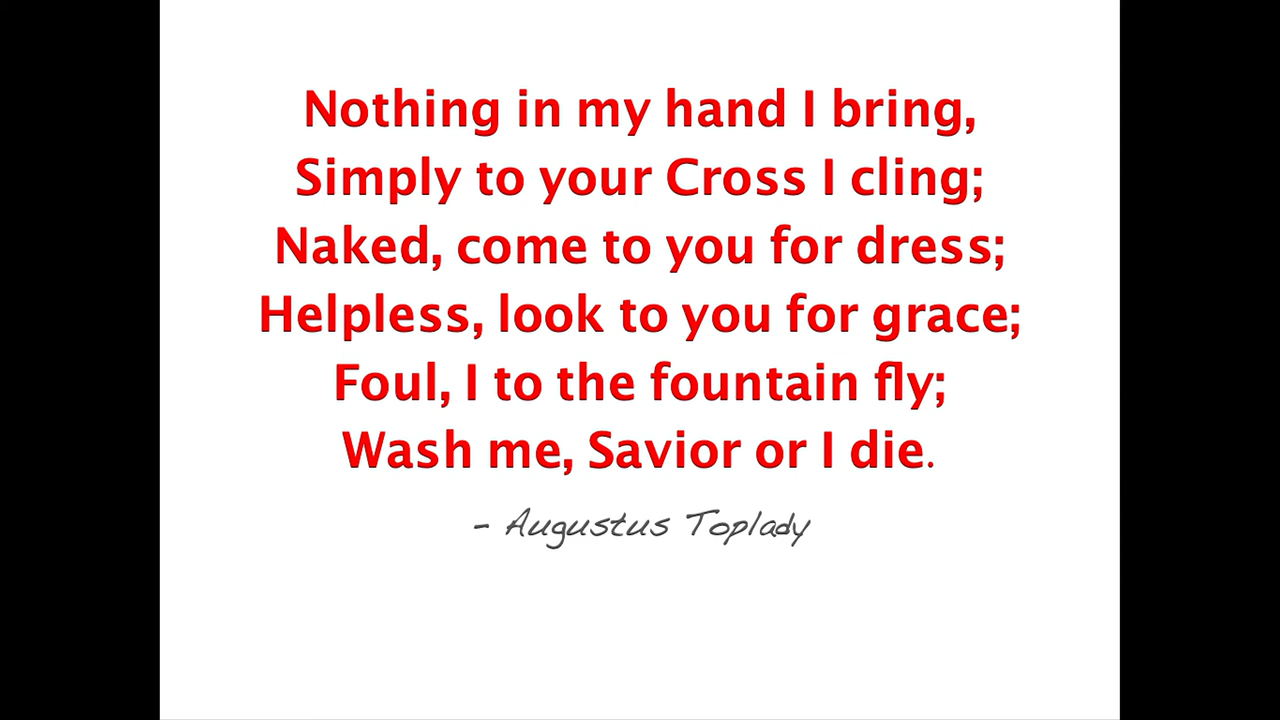 Nothing in my hand I bring,
Simply to your Cross I cling;
Naked, come to you for dress;
Helpless, look to you for grace;
Foul, I to the fountain fly;
Wash me, Savior or I die.
- Augustus Toplady